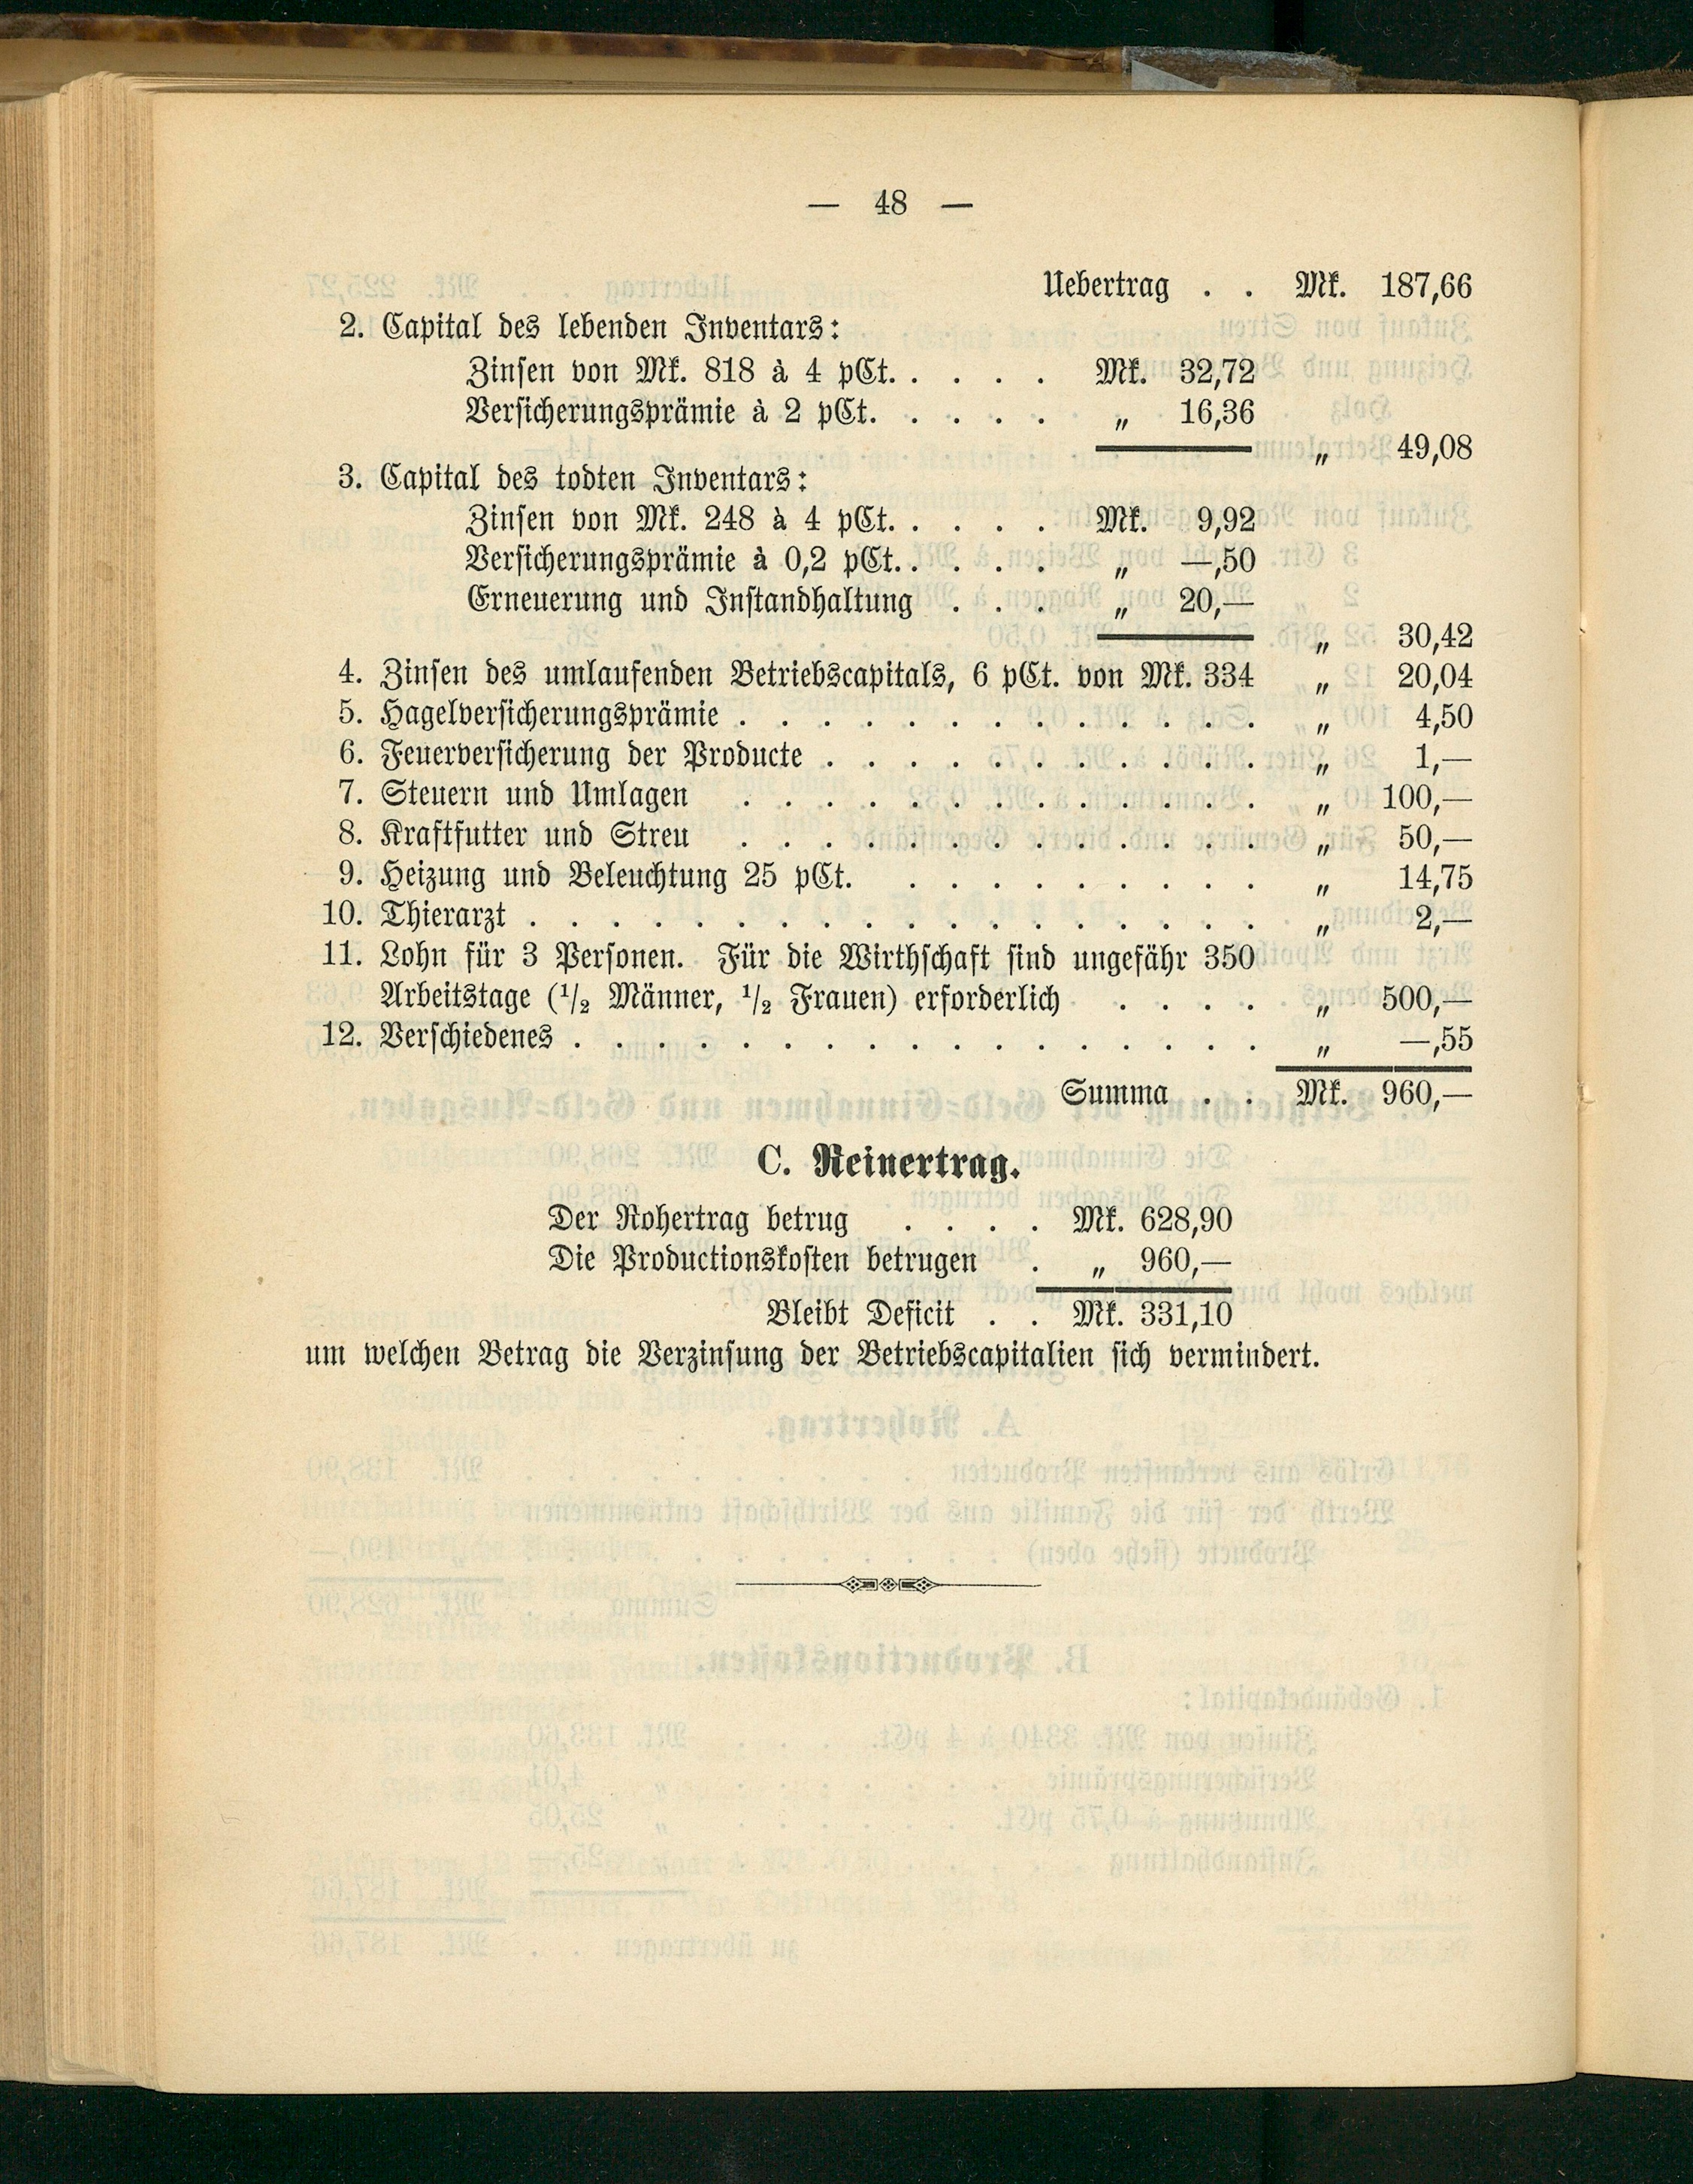 — 48 —
Uebertrag . . Mk. 187,66
2. Capital des lebenden Inventars:
Zinsen von Mk. 818 à 4 pCt. . . . . Mk. 32,72
Versicherungsprämie à 2 pCt. . . . . „ 16,36
„ 49,08
3. Capital des todten Inventars:
Zinsen von Mk. 248 à 4 pCt. . . . . Mk. 9,92
Versicherungsprämie à 0,2 pCt. . . . . „ —,50
Erneuerung und Instandhaltung . . . „ 20,—
„ 30,42
4. Zinsen des umlaufenden Betriebscapitals, 6 pCt. von Mk. 334 „ 20,04
5. Hagelversicherungsprämie . . . . . . . . . . . . . „ 4,50
6. Feuerversicherung der Producte . . . . . . . . . . . „ 1,—
7. Steuern und Umlagen . . . . . . . . . . . . . „ 100,—
8. Kraftfutter und Streu . . . . . . . . . . . . . „ 50,—
9. Heizung und Beleuchtung 25 pCt. . . . . . . . . . „ 14,75
10. Thierarzt . . . . . . . . . . . . . . . . . . „ 2,—
11. Lohn für 3 Personen. Für die Wirthschaft sind ungefähr 350
Arbeitstage (1/2 Männer, 1/2 Frauen) erforderlich . . . . „ 500,—
12. Verschiedenes . . . . . . . . . . . . . . . . . „ —,55
Summa . . Mk. 960,—
C. Reinertrag.
Der Rohertrag betrug . . . . Mk. 628,90
Die Productionskosten betrugen . „ 960,—
Bleibt Deficit . . Mk. 331,10
um welchen Betrag die Verzinsung der Betriebscapitalien sich vermindert.